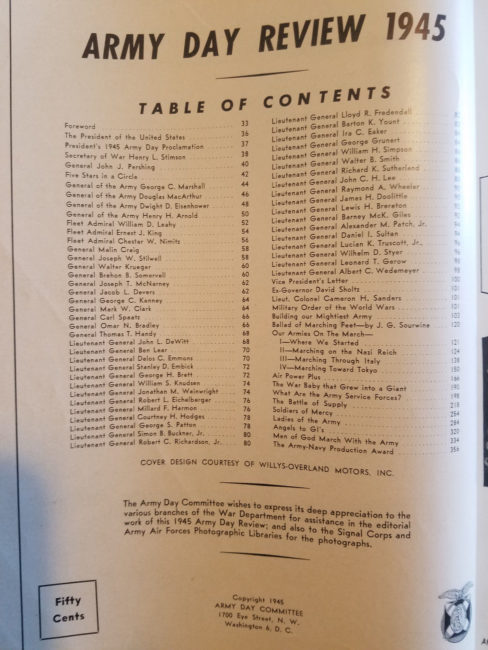 ARMY DAY REVIEW 1945
TABLE OF CONTENTS
Foreword 33
The President of the United States 36
President's 1945 Army Day Proclamation 37
Secretary of War Henry L. Stimson 38
General John J. Pershing 40
Five Stars in a Circle 42
General of the Army George C. Marshall 44
General of the Army Douglas MacArthur 46
General of the Army Dwight D. Eisenhower 48
General of the Army Henry H. Arnold 50
Fleet Admiral William D. Leahy 52
Fleet Admiral Ernest J. King 54
Fleet Admiral Chester W. Nimitz 56
General Malin Craig 58
General Joseph W. Stilwell 58
General Walter Krueger 60
General Brehon B. Somervell 60
General Joseph T. McNarney 62
General Jacob L. Devers 62
General George C. Kenney 64
General Mark W. Clark 64
General Carl Spaatz 66
General Omar N. Bradley 66
General Thomas T. Handy 68
Lieutenant General John L. DeWitt 68
Lieutenant General Ben Lear 70
Lieutenant General Delos C. Emmons 70
Lieutenant General Stanley D. Embick 72
Lieutenant General George H. Brett 72
Lieutenant General William S. Knudsen 74
Lieutenant General Jonathan M. Wainwright 74
Lieutenant General Robert L. Eichelberger 76
Lieutenant General Millard F. Harmon 76
Lieutenant General Courtney H. Hodges 78
Lieutenant General George S. Patton 78
Lieutenant General Simon B. Buckner, Jr. 80
Lieutenant General Robert C. Richardson, Jr. 80
Lieutenant General Lloyd R. Fredendall
Lieutenant General Barton K. Yount
Lieutenant General Ira C. Eaker
Lieutenant General George Grunert
Lieutenant General William H. Simpson
Lieutenant General Walter B. Smith
Lieutenant General Richard K. Sutherland
Lieutenant General John C. H. Lee
Lieutenant General Raymond A. Wheeler
Lieutenant General James H. Doolittle
Lieutenant General Lewis H. Brereton
Lieutenant General Barney McK. Giles
Lieutenant General Alexander M. Patch, Jr.
Lieutenant General Daniel I. Sultan
Lieutenant General Lucian K. Truscott, Jr.
Lieutenant General Wilhelm D. Styer
Lieutenant General Leonard T. Gerow
Lieutenant General Albert C. Wedemeyer
Vice President's Letter 100
Ex-Governor David Sholtz 101
Lieut. Colonel Cameron H. Sanders 101
Military Order of the World Wars 101
Building our Mightiest Army 102
Ballad of Marching Feet—by J. G. Sourwine 120
Our Armies On The March—
I—Where We Started 121
II—Marching on the Nazi Reich 124
III—Marching Through Italy 138
IV—Marching Toward Tokyo 150
Air Power Plus 166
The War Baby that Grew into a Giant 190
What Are the Army Service Forces? 198
The Battle of Supply 218
Soldiers of Mercy 254
Ladies of the Army 284
Angels to GI's 320
Men of God March With the Army 334
The Army-Navy Production Award 356
COVER DESIGN COURTESY OF WILLYS-OVERLAND MOTORS, INC.
The Army Day Committee wishes to express its deep appreciation to the
various branches of the War Department for assistance in the editorial
work of this 1945 Army Day Review; and also to the Signal Corps and
Army Air Forces Photographic Libraries for the photographs.
Fifty
Cents
Copyright 1945
ARMY DAY COMMITTEE
1700 Eye Street, N. W.
Washington 6, D. C.